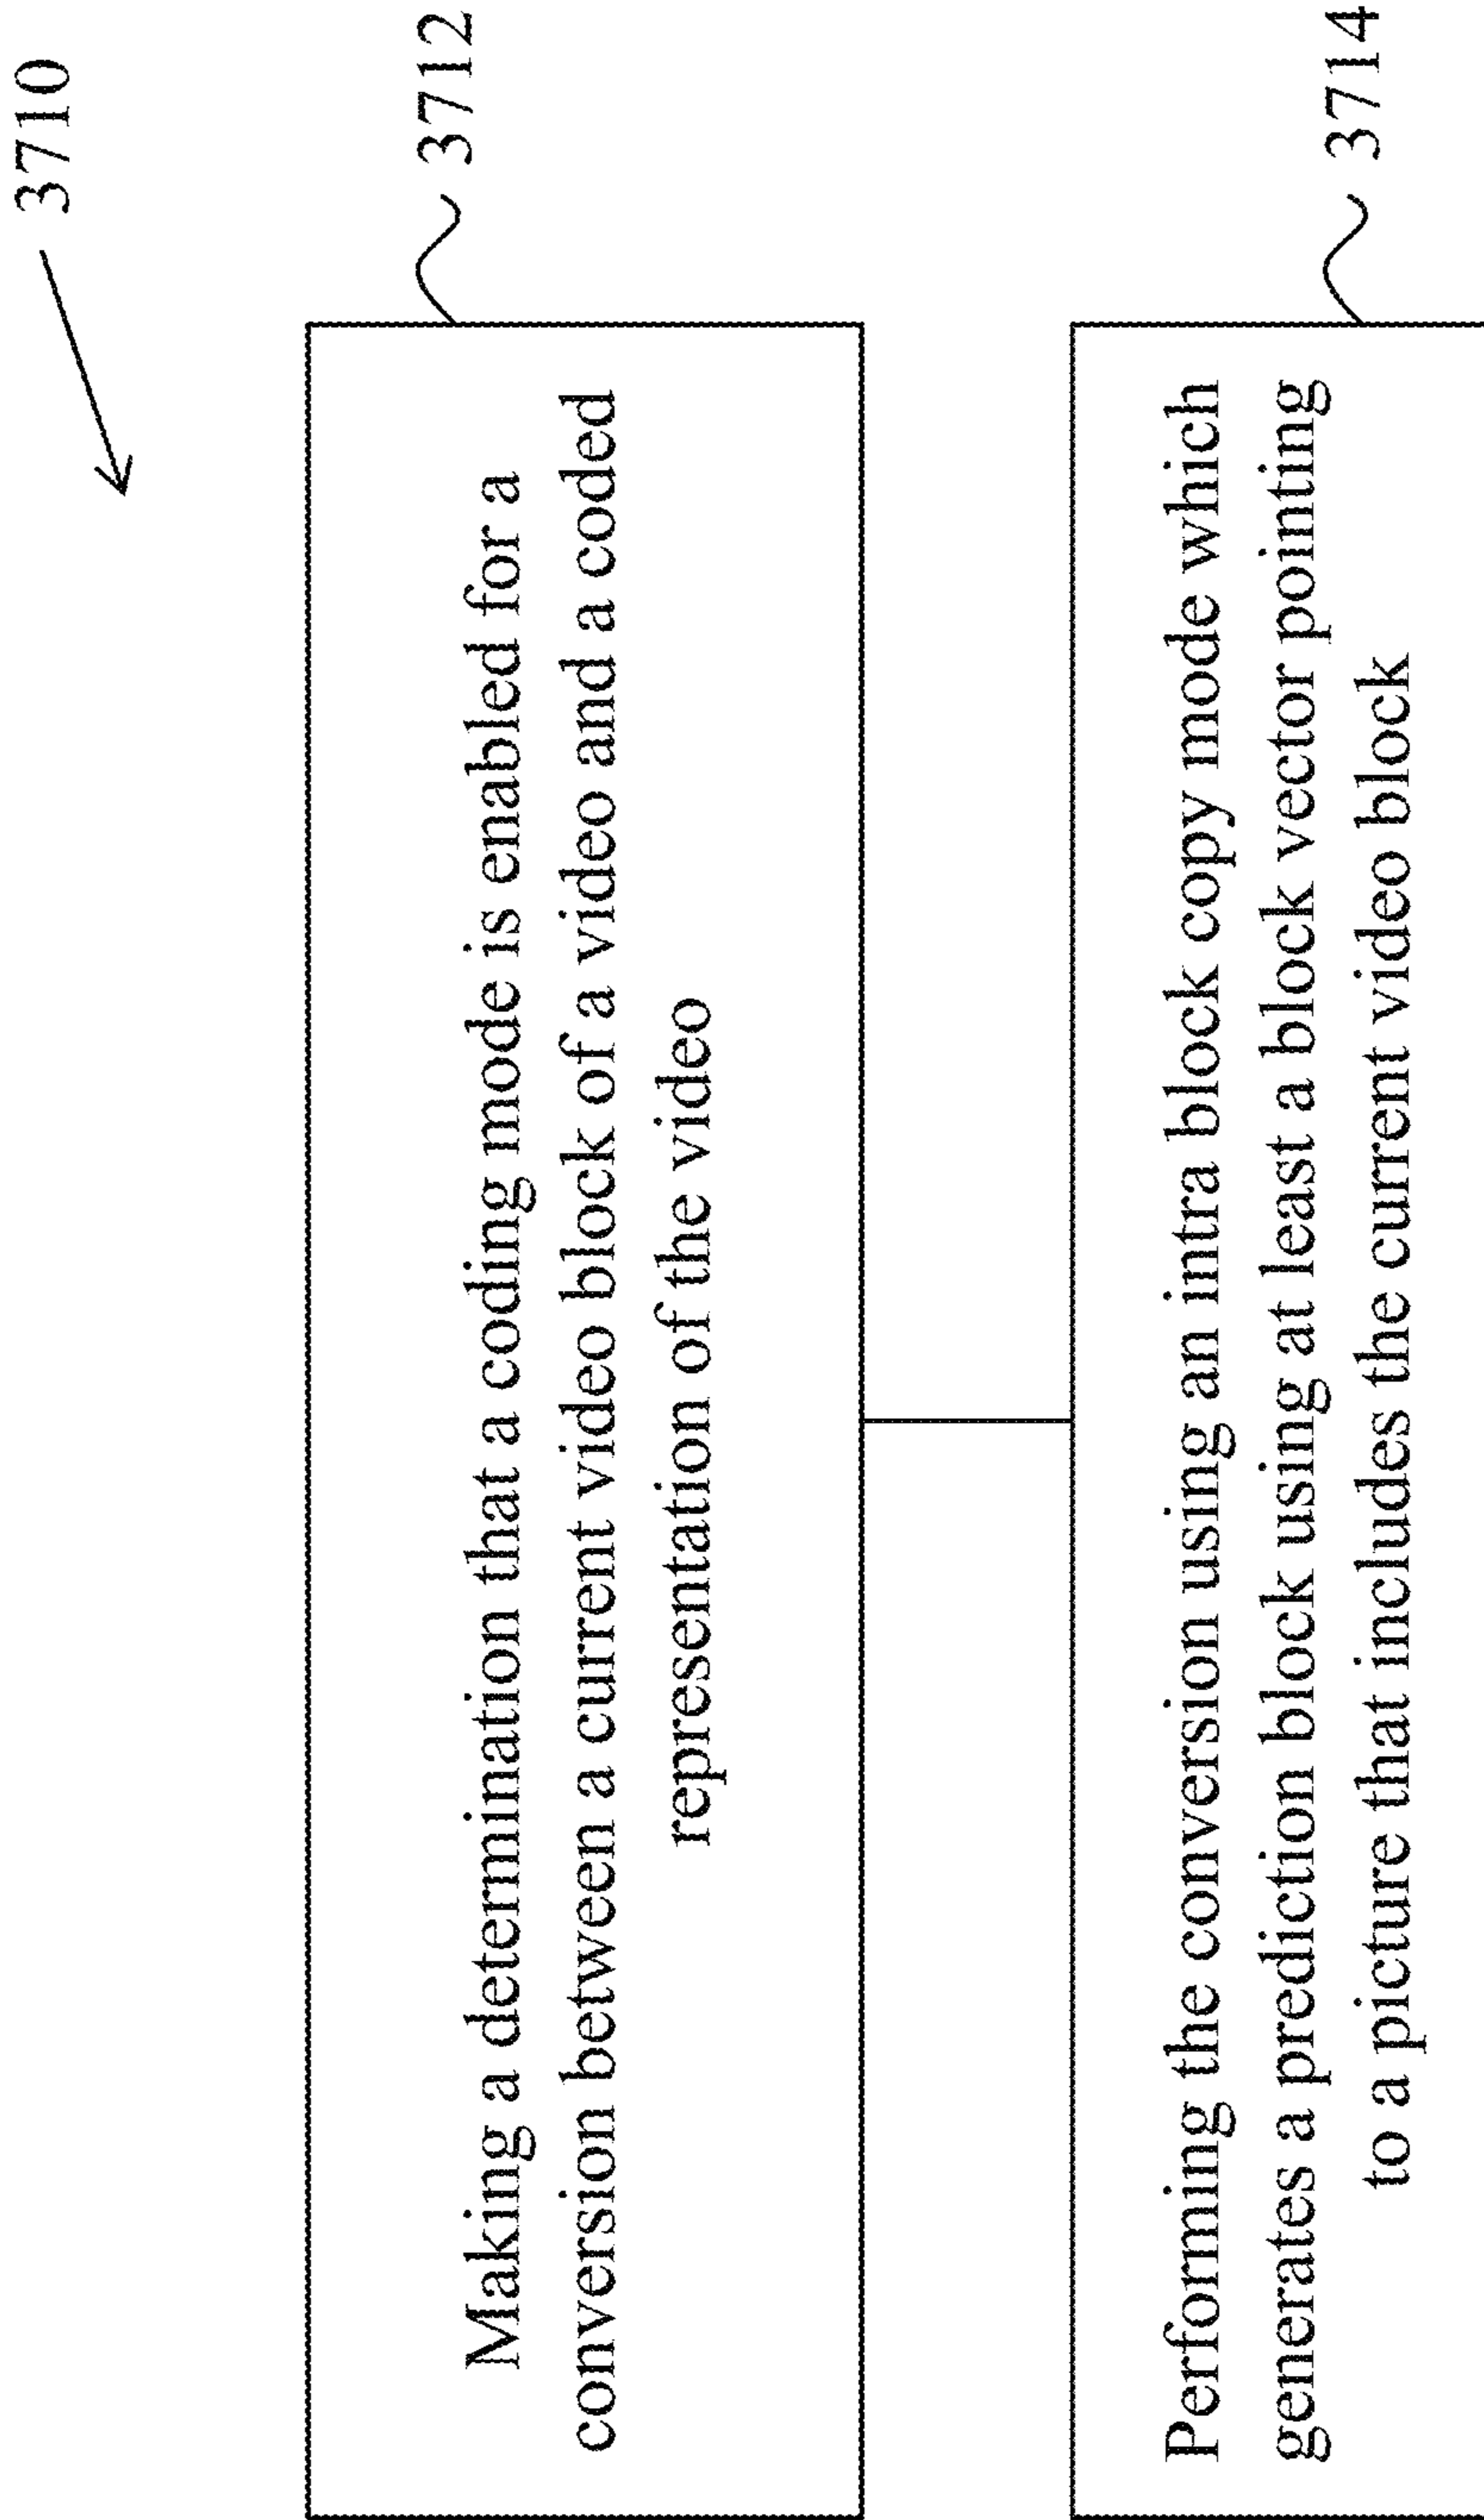 3710
Making a determination that a coding mode is enabled for a
conversion between a current video block of a video and a coded
representation of the video
3712
Performing the conversion using an intra block copy mode which
generates a prediction block using at least a block vector pointing
to a picture that includes the current video block
3714